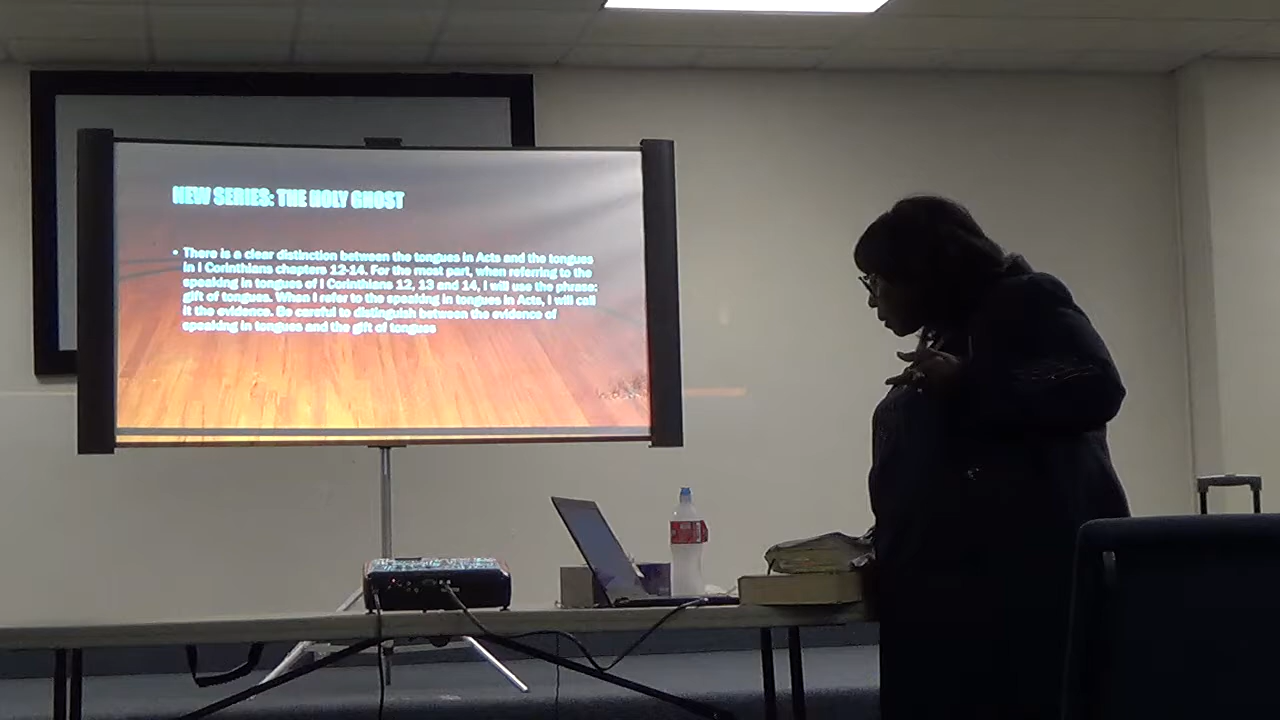 NEW SERIES: THE HOLY GHOST
• There is a clear distinction between the tongues in Acts and the tongues
in I Corinthians chapters 12-14. For the most part, when referring to the
speaking in tongues of I Corinthians 12, 13 and 14, I will use the phrase:
gift of tongues. When I refer to the speaking in tongues in Acts, I will call
it the evidence. Be careful to distinguish between the evidence of
speaking in tongues and the gift of tongues